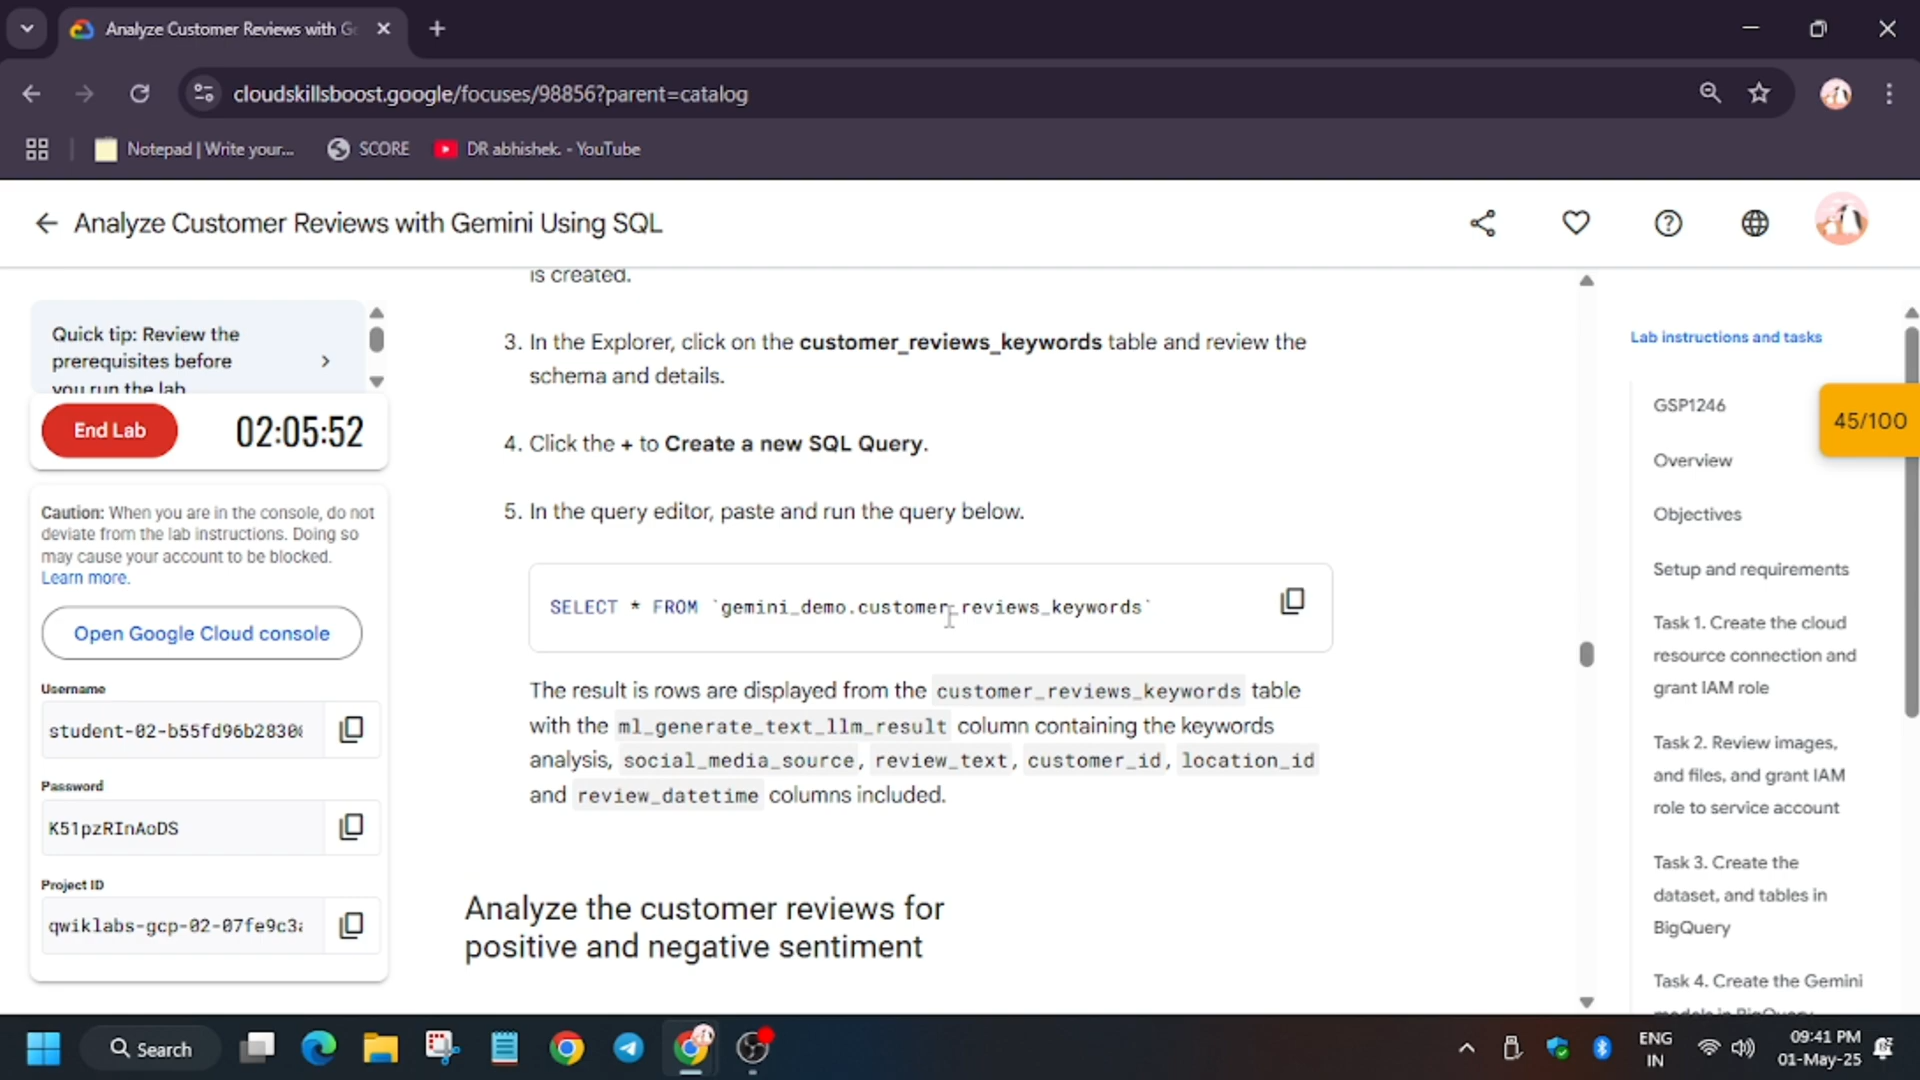 Analyze Customer Reviews with Ge
cloudskillsboost.google/focuses/98856?parent=catalog
Notepad | Write your...
SCORE
DR abhishek. - YouTube
Analyze Customer Reviews with Gemini Using SQL
Quick tip: Review the
prerequisites before
you run the lab
End Lab
02:05:52
Caution: When you are in the console, do not
deviate from the lab instructions. Doing so
may cause your account to be blocked.
Learn more.
Open Google Cloud console
Username
student-02-b55fd96b2830
Password
K51pzRInAoDS
Project ID
qwiklabs-gcp-02-07fe9c3a
is created.
3. In the Explorer, click on the customer_reviews_keywords table and review the
schema and details.
4. Click the + to Create a new SQL Query.
5. In the query editor, paste and run the query below.
SELECT * FROM `gemini_demo.customer_reviews_keywords`
The result is rows are displayed from the customer_reviews_keywords table
with the ml_generate_text_llm_result column containing the keywords
analysis, social_media_source, review_text, customer_id, location_id
and review_datetime columns included.
Analyze the customer reviews for
positive and negative sentiment
Lab instructions and tasks
GSP1246
45/100
Overview
Objectives
Setup and requirements
Task 1. Create the cloud
resource connection and
grant IAM role
Task 2. Review images,
and files, and grant IAM
role to service account
Task 3. Create the
dataset, and tables in
BigQuery
Task 4. Create the Gemini
models in BigQuery
Search
ENG
IN
09:41 PM
01-May-25